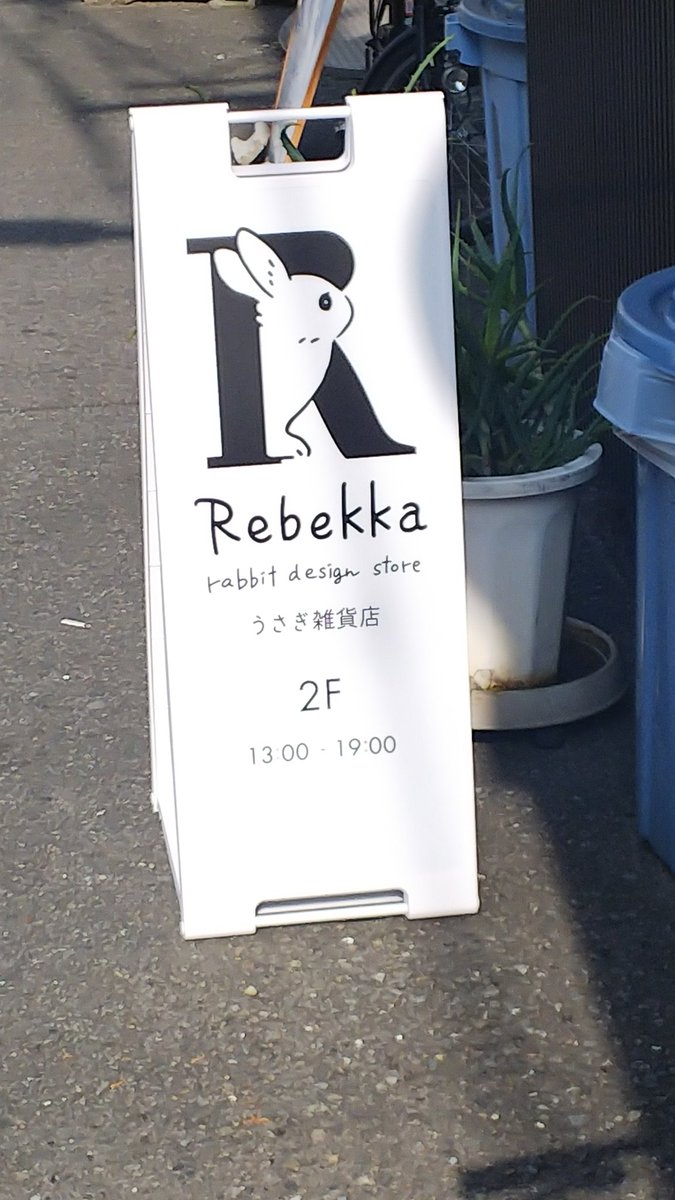 R
Rebekka
rabbit design store
うさぎ雑貨店
2F
13:00 - 19:00